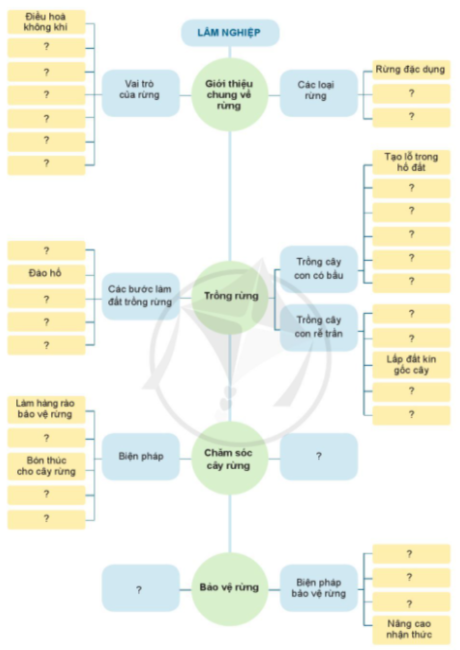 LÂM NGHIỆP
Điều hoà
không khí
?
?
?
?
?
?
Vai trò
của rừng
Giới thiệu
chung về
rừng
Các loại
rừng
Rừng đặc dụng
?
?
?
Đào hố
?
?
?
Các bước làm
đất trồng rừng
Trồng rừng
Trồng cây
con có bầu
Tạo lỗ trong
hố đất
?
?
?
?
?
Trồng cây
con rễ trần
?
?
Lấp đất kín
gốc cây
?
?
Làm hàng rào
bảo vệ rừng
?
Bón thúc
cho cây rừng
?
?
Biện pháp
Chăm sóc
cây rừng
?
?
Bảo vệ rừng
Biện pháp
bảo vệ rừng
?
?
?
Nâng cao
nhận thức